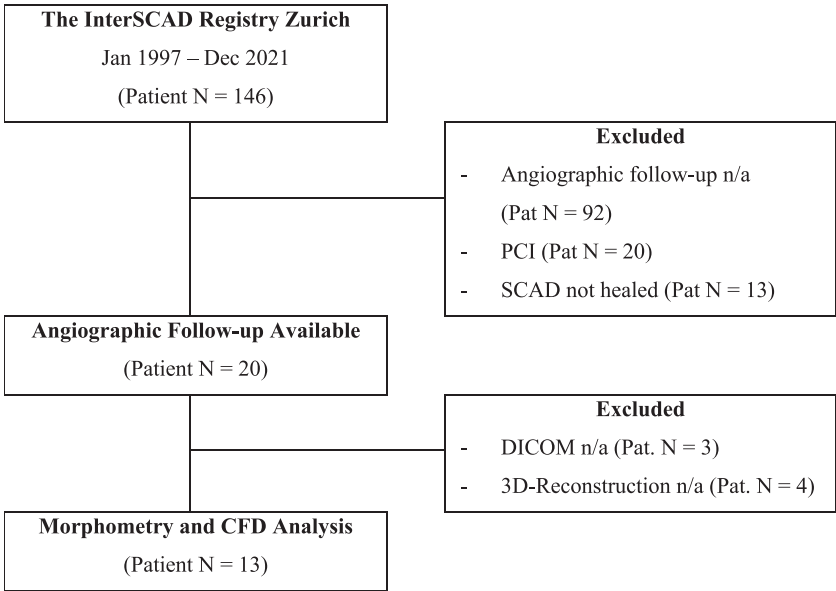 The InterSCAD Registry Zurich
Jan 1997 – Dec 2021
(Patient N = 146)
Excluded
- Angiographic follow-up n/a
(Pat N = 92)
- PCI (Pat N = 20)
- SCAD not healed (Pat N = 13)
Angiographic Follow-up Available
(Patient N = 20)
Excluded
- DICOM n/a (Pat. N = 3)
- 3D-Reconstruction n/a (Pat. N = 4)
Morphometry and CFD Analysis
(Patient N = 13)